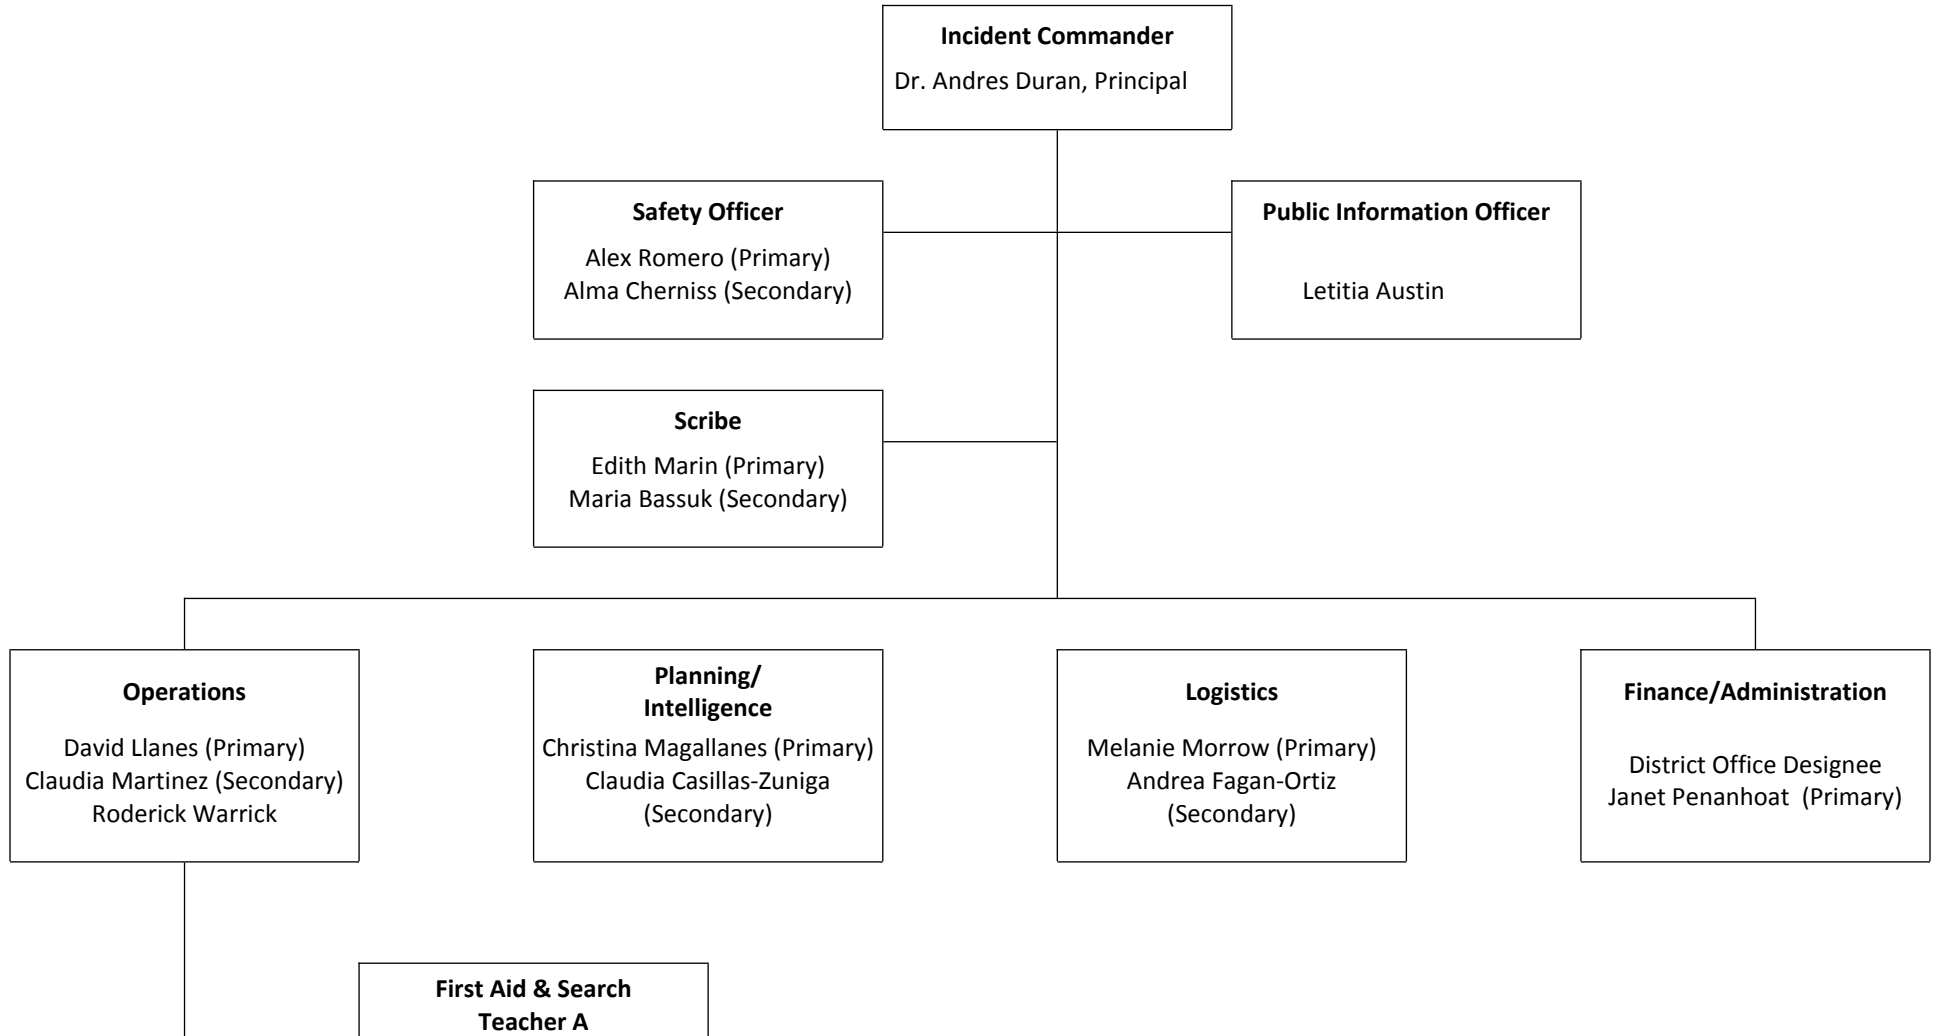 Incident Commander
Dr. Andres Duran, Principal
Safety Officer
Alex Romero (Primary)
Alma Cherniss (Secondary)
Public Information Officer
Letitia Austin
Scribe
Edith Marin (Primary)
Maria Bassuk (Secondary)
Operations
David Llanes (Primary)
Claudia Martinez (Secondary)
Roderick Warrick
Planning/
Intelligence
Christina Magallanes (Primary)
Claudia Casillas-Zuniga
(Secondary)
Logistics
Melanie Morrow (Primary)
Andrea Fagan-Ortiz
(Secondary)
Finance/Administration
District Office Designee
Janet Penanhoat (Primary)
First Aid & Search
Teacher A